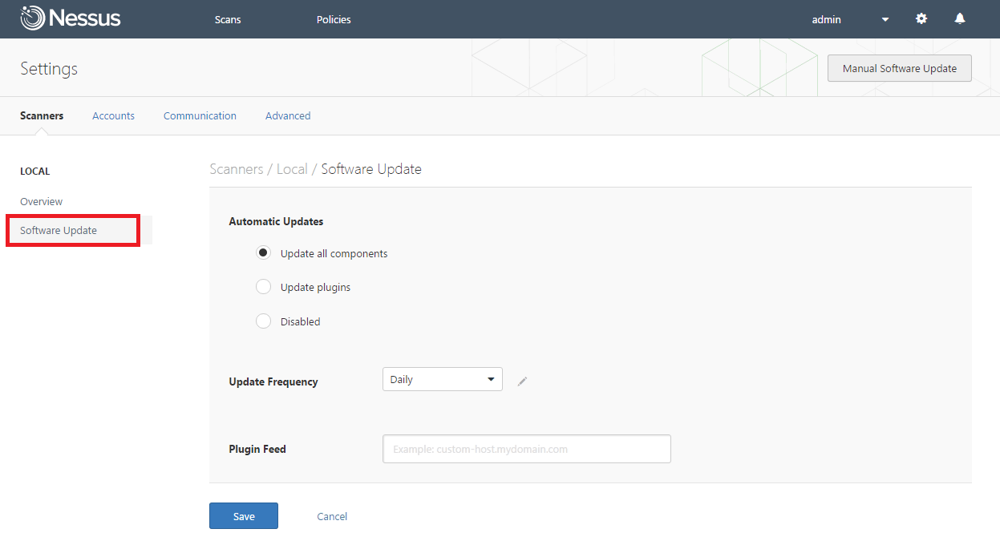 Nessus Scans Policies admin
Settings Manual Software Update
Scanners Accounts Communication Advanced
LOCAL
Overview
Software Update
Scanners / Local / Software Update
Automatic Updates
Update all components
Update plugins
Disabled
Update Frequency Daily
Plugin Feed Example: custom-host.mydomain.com
Save Cancel